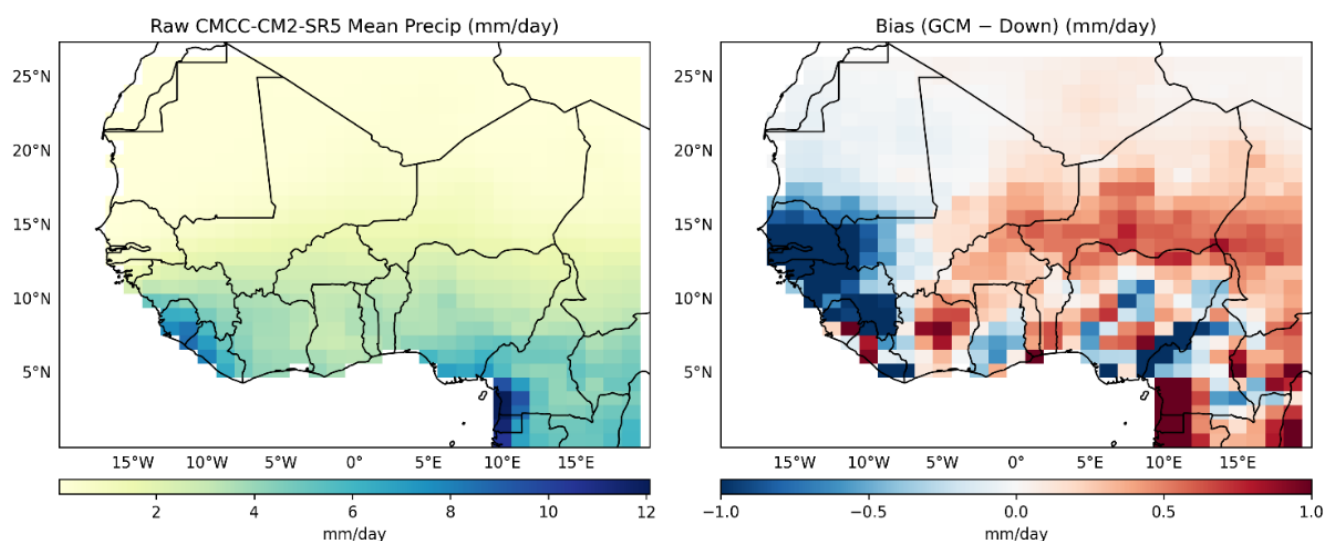 Raw CMCC-CM2-SR5 Mean Precip (mm/day)
25°N
20°N
15°N
10°N
5°N
15°W 10°W 5°W 0° 5°E 10°E 15°E
2 4 6 8 10 12
mm/day
Bias (GCM − Down) (mm/day)
25°N
20°N
15°N
10°N
5°N
15°W 10°W 5°W 0° 5°E 10°E 15°E
−1.0 −0.5 0.0 0.5 1.0
mm/day